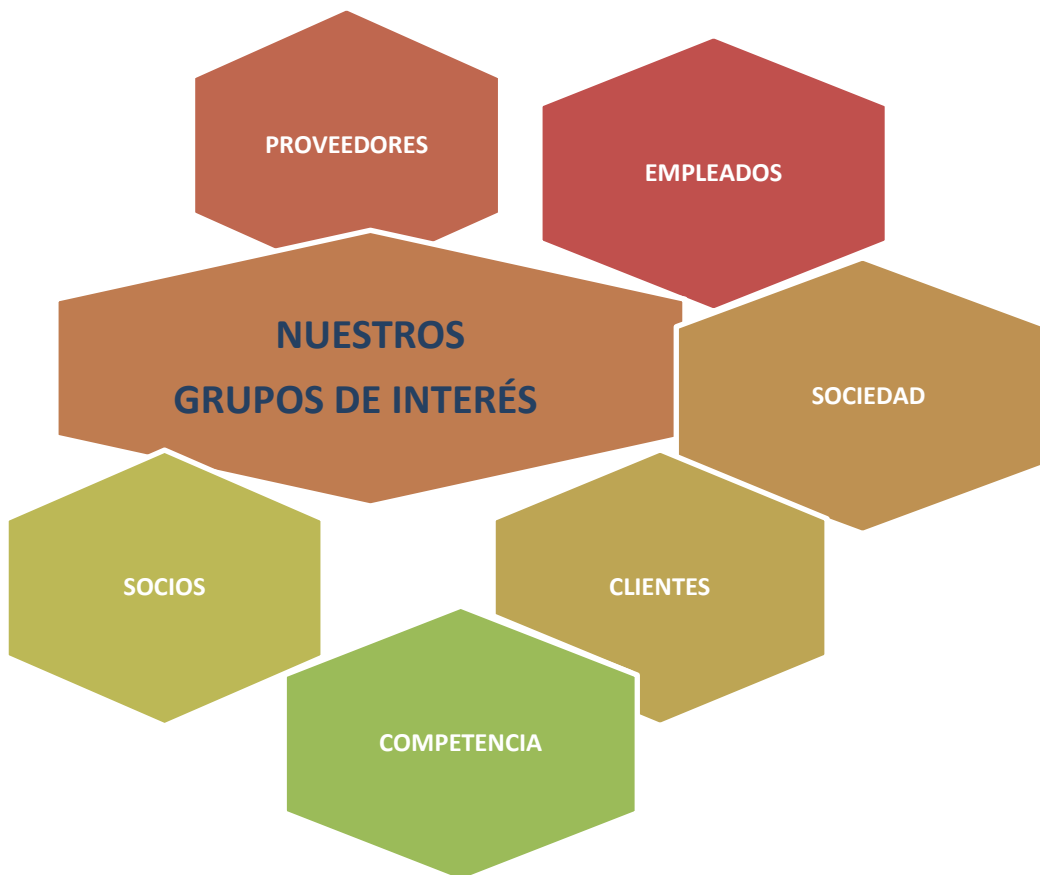 PROVEEDORES
EMPLEADOS
NUESTROS
GRUPOS DE INTERÉS
SOCIEDAD
SOCIOS
CLIENTES
COMPETENCIA